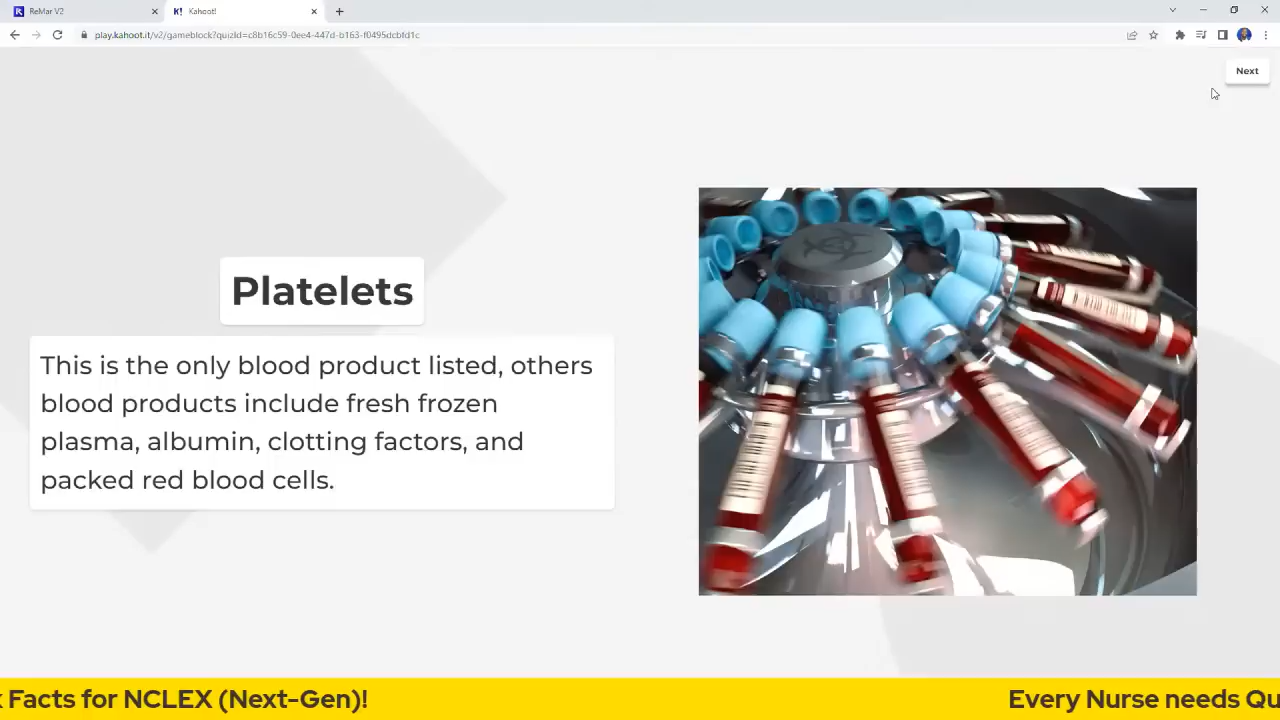 ReMar V2
K! Kahoot!
play.kahoot.it/v2/gameblock?quizId=c8b16c59-0ee4-447d-b163-f0495dcbfd1c
Next
Platelets
This is the only blood product listed, others
blood products include fresh frozen
plasma, albumin, clotting factors, and
packed red blood cells.
Facts for NCLEX (Next-Gen)!
Every Nurse needs Qu